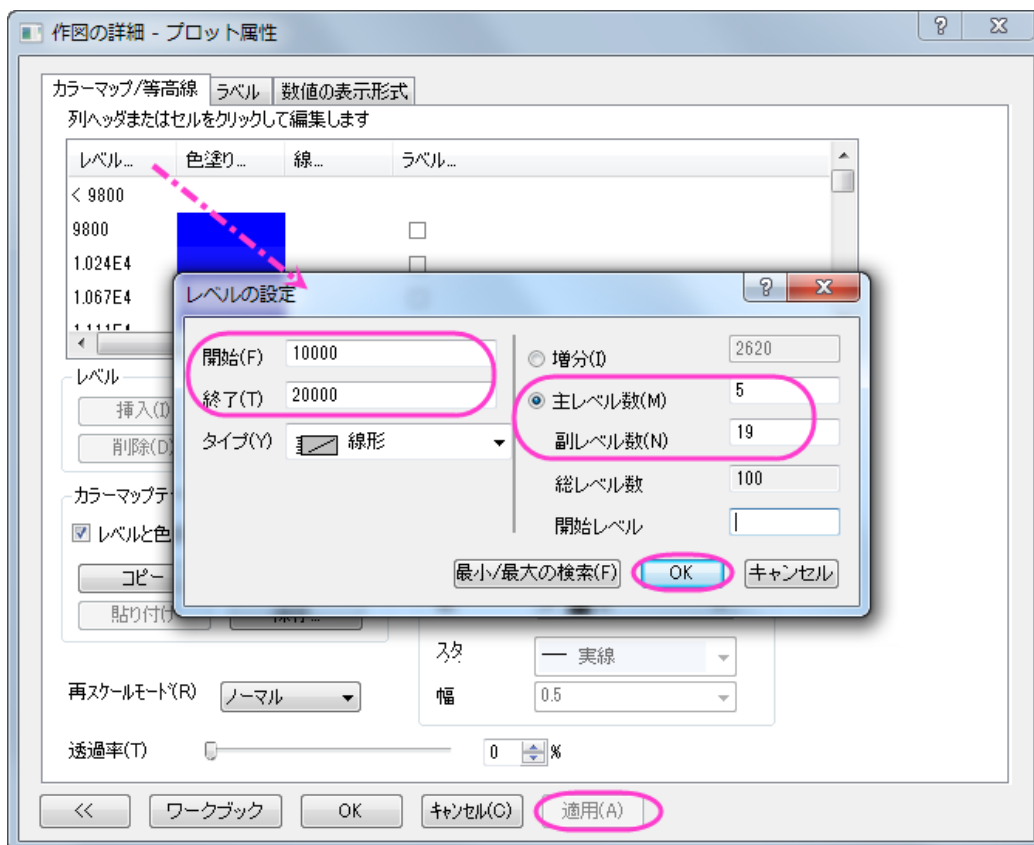 作図の詳細 - プロット属性
カラーマップ/等高線 ラベル 数値の表示形式
列ヘッダまたはセルをクリックして編集します
レベル... 色塗り... 線... ラベル...
< 9800
9800
1.024E4
1.067E4
1.111E4
レベルの設定
開始(F) 10000
終了(T) 20000
タイプ(Y) 線形
増分(I) 2620
主レベル数(M) 5
副レベル数(N) 19
総レベル数 100
開始レベル
最小/最大の検索(F) OK キャンセル
レベル
挿入(I)
削除(D)
カラーマップテ
レベルと色
コピー
貼り付け
スタ 実線
幅 0.5
再スケールモード(R) ノーマル
透過率(T) 0 %
<< ワークブック OK キャンセル(C) 適用(A)